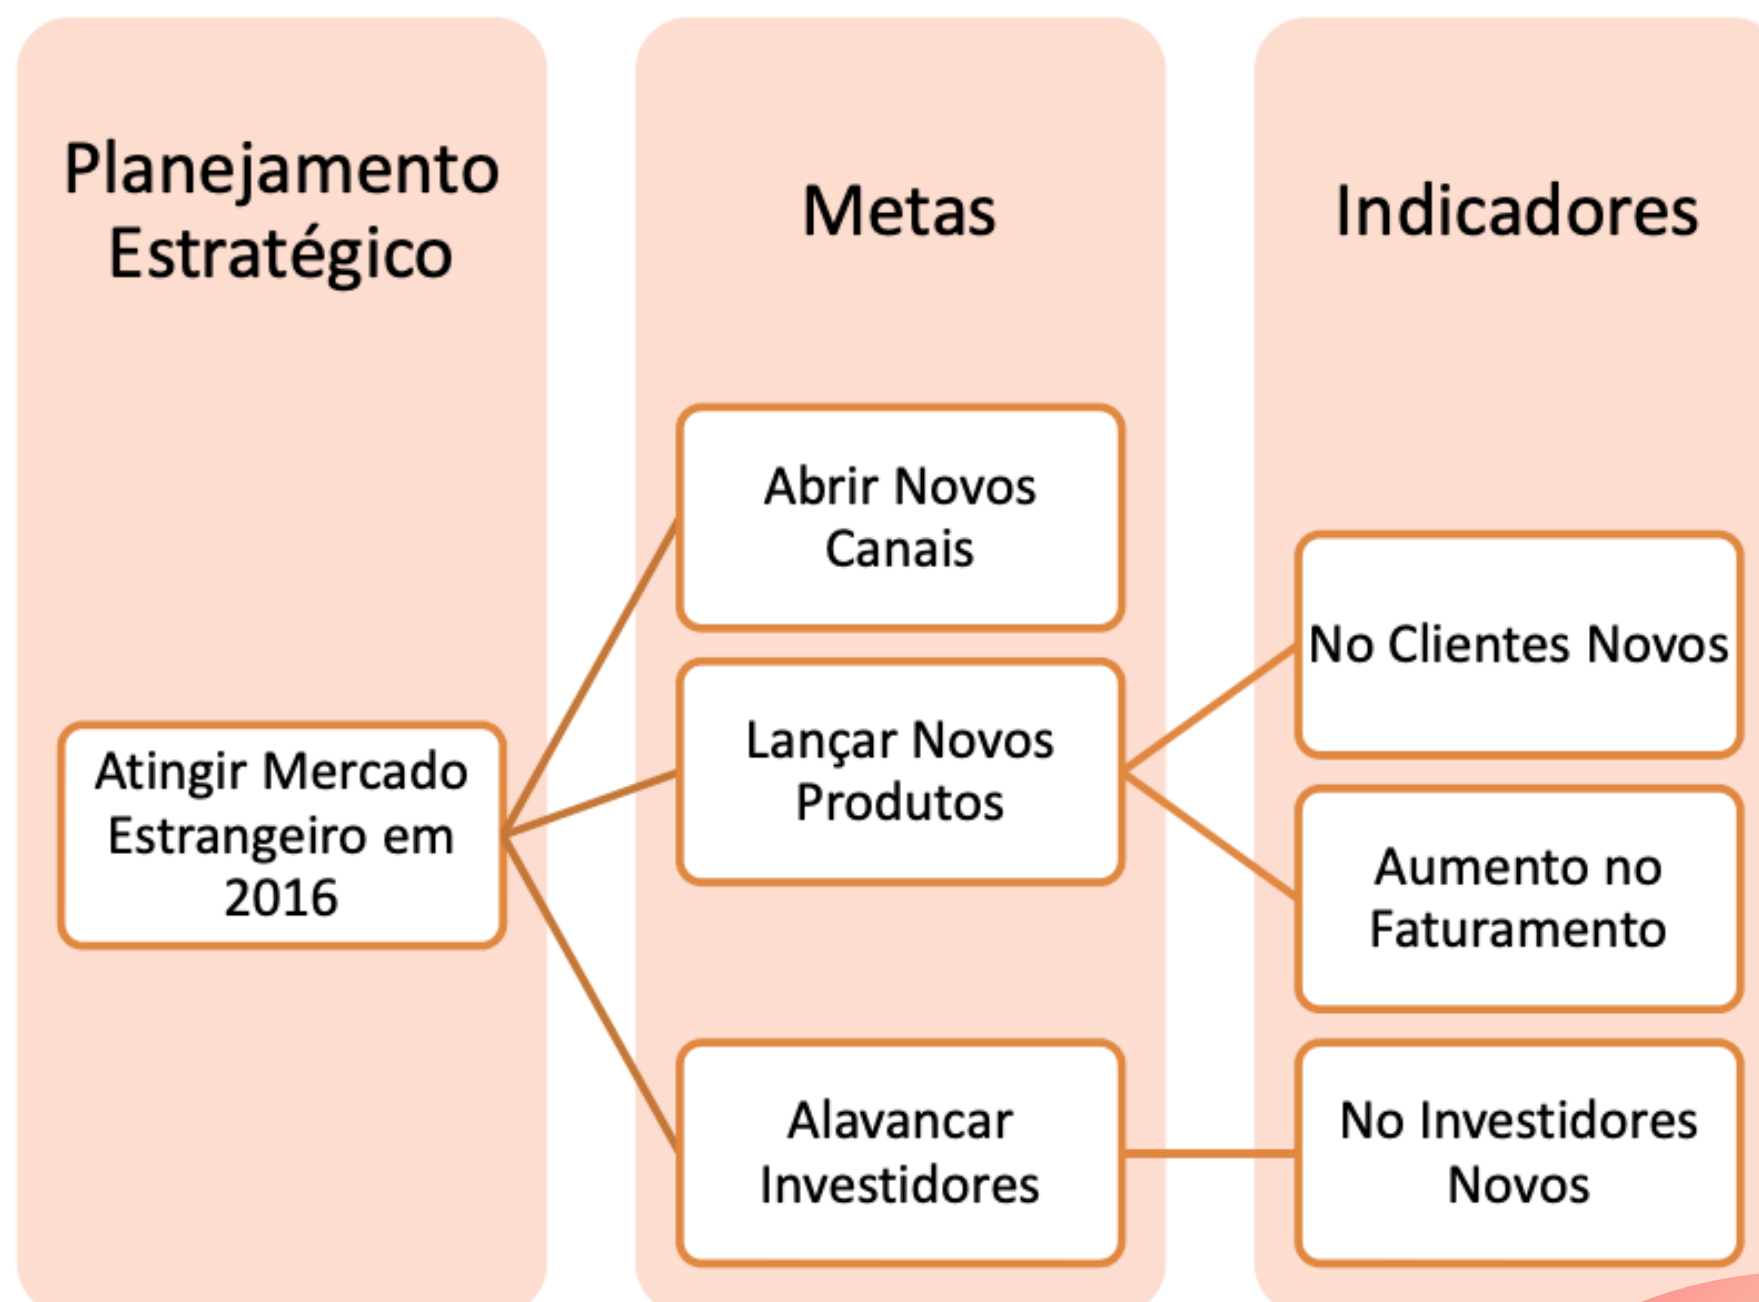 Planejamento
Estratégico
Atingir Mercado
Estrangeiro em
2016
Metas
Abrir Novos
Canais
Lançar Novos
Produtos
Alavancar
Investidores
Indicadores
No Clientes Novos
Aumento no
Faturamento
No Investidores
Novos